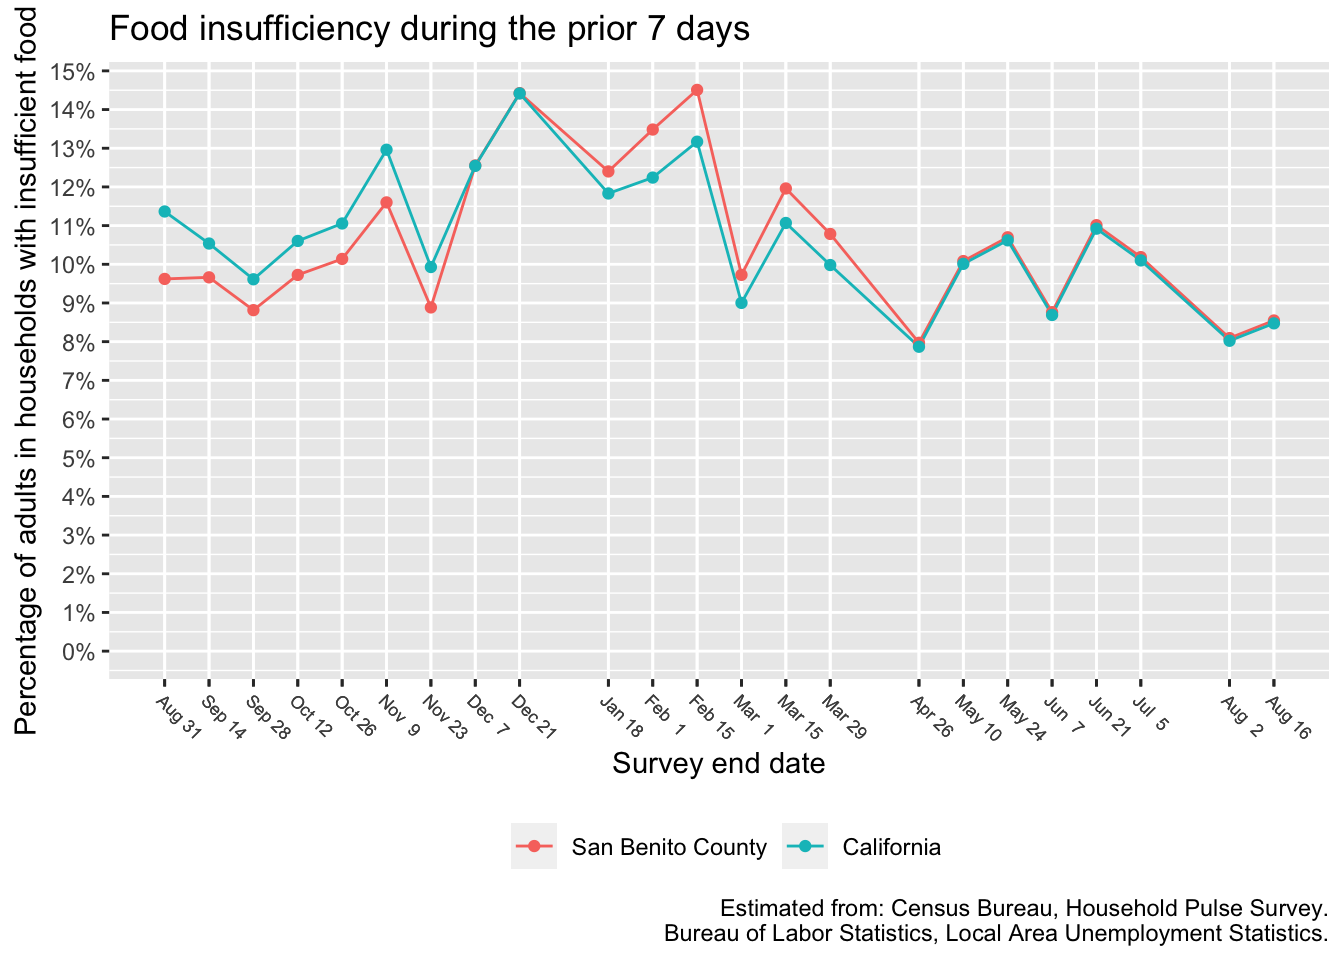 Food insufficiency during the prior 7 days
Percentage of adults in households with insufficient food
15%
14%
13%
12%
11%
10%
9%
8%
7%
6%
5%
4%
3%
2%
1%
0%
Aug 31
Sep 14
Sep 28
Oct 12
Oct 26
Nov 9
Nov 23
Dec 7
Dec 21
Jan 18
Feb 1
Feb 15
Mar 1
Mar 15
Mar 29
Apr 26
May 10
May 24
Jun 7
Jun 21
Jul 5
Aug 2
Aug 16
Survey end date
San Benito County
California
Estimated from: Census Bureau, Household Pulse Survey.
Bureau of Labor Statistics, Local Area Unemployment Statistics.